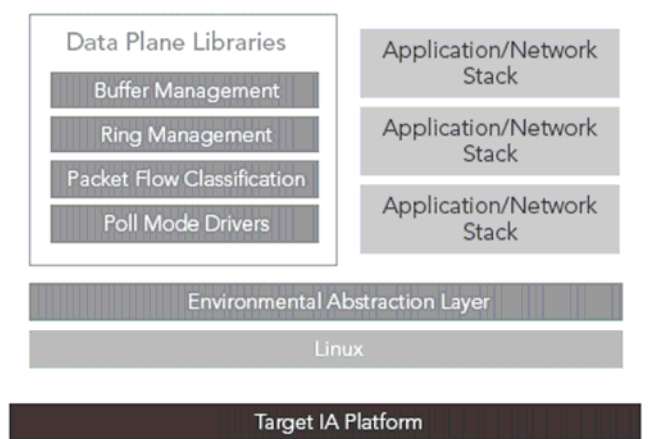 Data Plane Libraries
Buffer Management
Ring Management
Packet Flow Classification
Poll Mode Drivers
Application/Network
Stack
Application/Network
Stack
Application/Network
Stack
Environmental Abstraction Layer
Linux
Target IA Platform